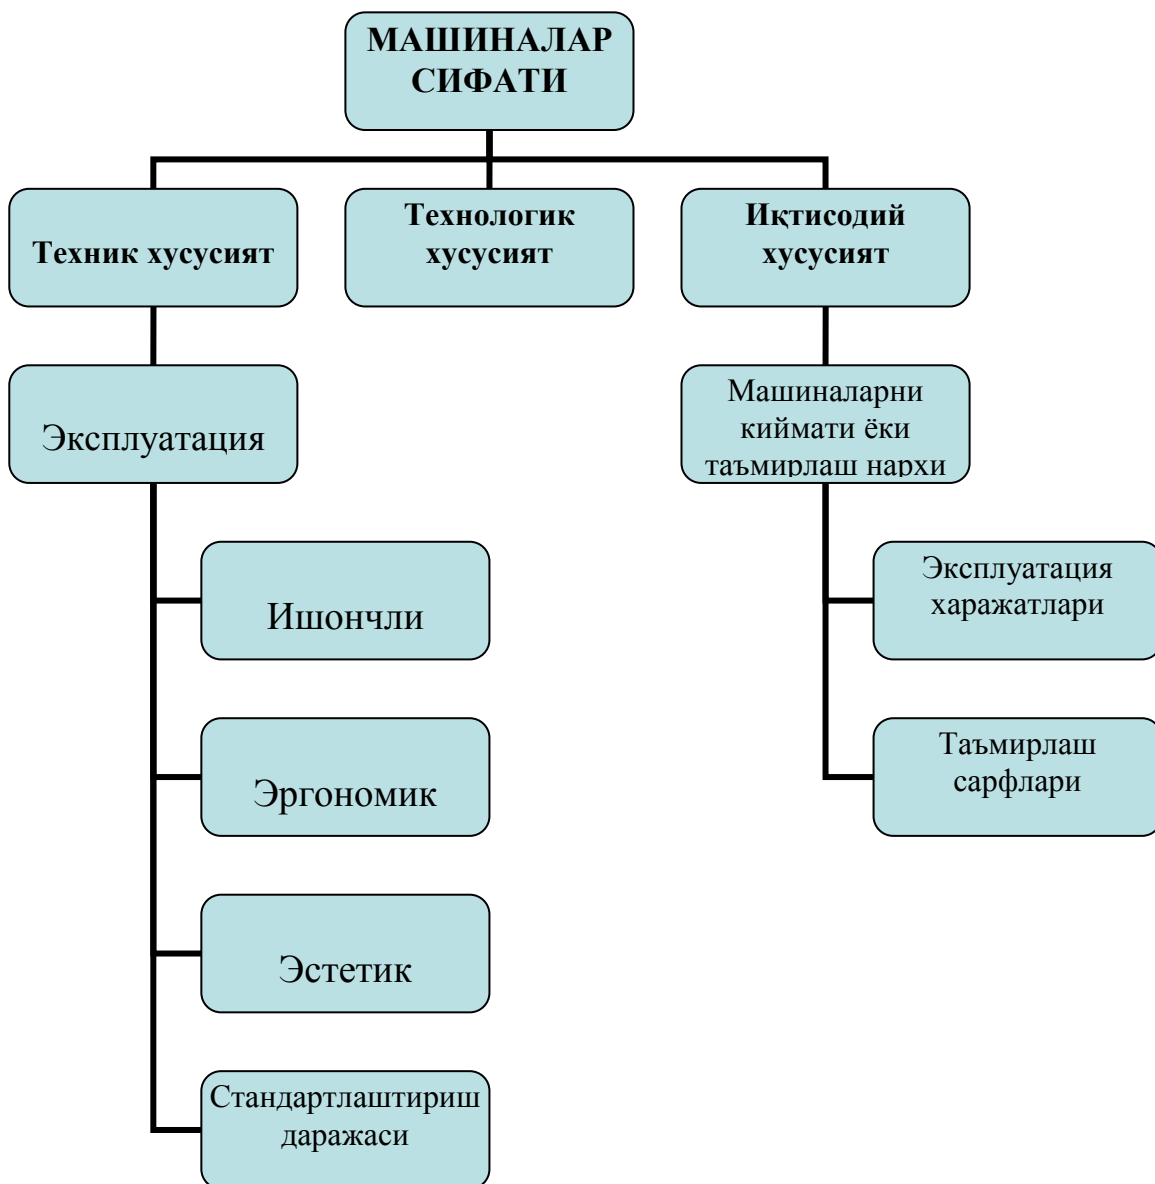 МАШИНАЛАР
СИФАТИ
Техник хусусият
Технологик
хусусият
Иқтисодий
хусусият
Эксплуатация
Машиналарни
киймати ёки
таъмирлаш нархи
Ишончли
Эксплуатация
харажатлари
Эргономик
Таъмирлаш
сарфлари
Эстетик
Стандартлаштириш
даражаси